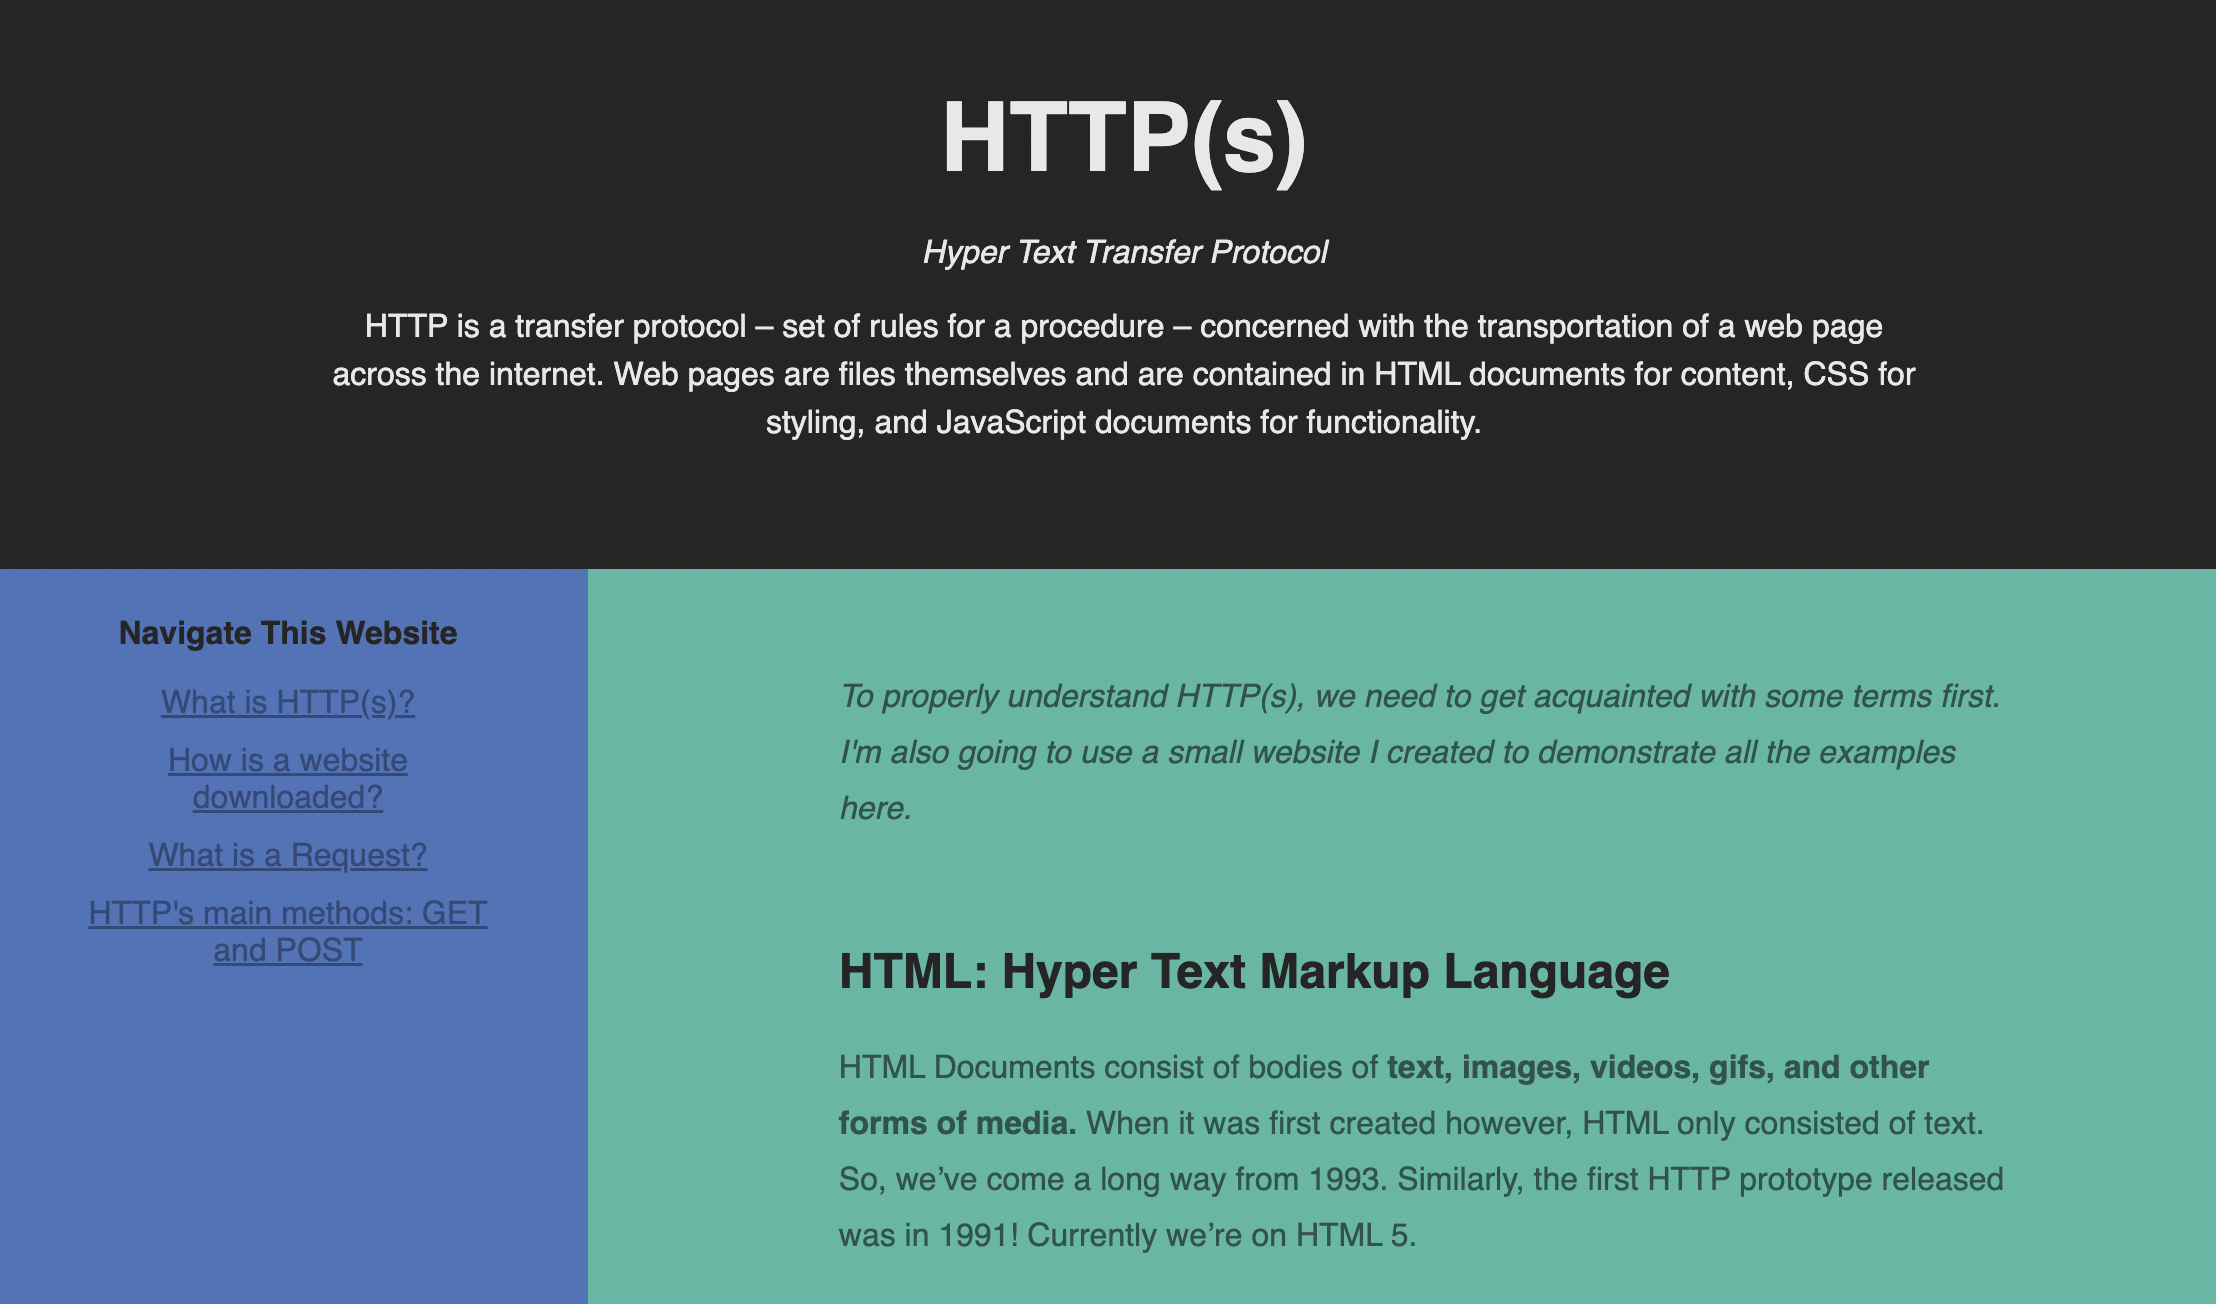 HTTP(s)
Hyper Text Transfer Protocol
HTTP is a transfer protocol – set of rules for a procedure – concerned with the transportation of a web page
across the internet. Web pages are files themselves and are contained in HTML documents for content, CSS for
styling, and JavaScript documents for functionality.
Navigate This Website
What is HTTP(s)?
How is a website
downloaded?
What is a Request?
HTTP's main methods: GET
and POST
To properly understand HTTP(s), we need to get acquainted with some terms first.
I'm also going to use a small website I created to demonstrate all the examples
here.
HTML: Hyper Text Markup Language
HTML Documents consist of bodies of text, images, videos, gifs, and other
forms of media. When it was first created however, HTML only consisted of text.
So, we’ve come a long way from 1993. Similarly, the first HTTP prototype released
was in 1991! Currently we’re on HTML 5.